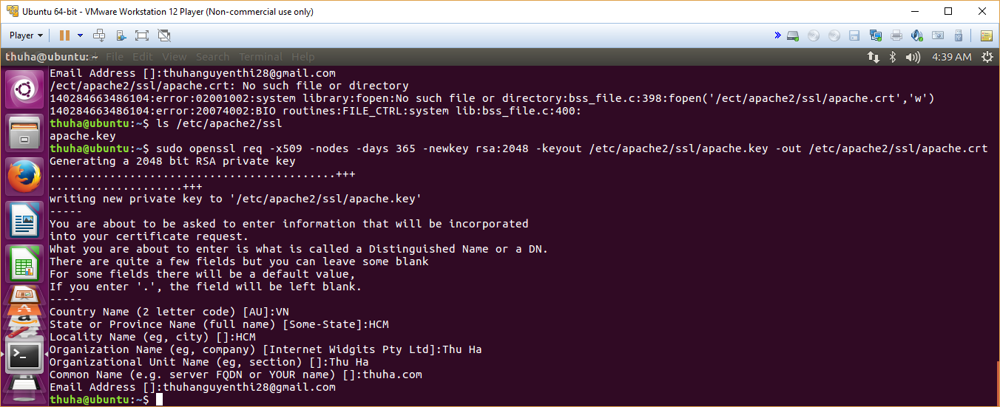 Ubuntu 64-bit - VMware Workstation 12 Player (Non-commercial use only)
Player
thuha@ubuntu: ~ File Edit View Search Terminal Help 4:39 AM
Email Address []:thuhanguyenthi28@gmail.com
/ect/apache2/ssl/apache.crt: No such file or directory
140284663486104:error:02001002:system library:fopen:No such file or directory:bss_file.c:398:fopen('/ect/apache2/ssl/apache.crt','w')
140284663486104:error:20074002:BIO routines:FILE_CTRL:system lib:bss_file.c:400:
thuha@ubuntu:~$ ls /etc/apache2/ssl
apache.key
thuha@ubuntu:~$ sudo openssl req -x509 -nodes -days 365 -newkey rsa:2048 -keyout /etc/apache2/ssl/apache.key -out /etc/apache2/ssl/apache.crt
Generating a 2048 bit RSA private key
...........................................+++
....................+++
writing new private key to '/etc/apache2/ssl/apache.key'
-----
You are about to be asked to enter information that will be incorporated
into your certificate request.
What you are about to enter is what is called a Distinguished Name or a DN.
There are quite a few fields but you can leave some blank
For some fields there will be a default value,
If you enter '.', the field will be left blank.
-----
Country Name (2 letter code) [AU]:VN
State or Province Name (full name) [Some-State]:HCM
Locality Name (eg, city) []:HCM
Organization Name (eg, company) [Internet Widgits Pty Ltd]:Thu Ha
Organizational Unit Name (eg, section) []:Thu Ha
Common Name (e.g. server FQDN or YOUR name) []:thuha.com
Email Address []:thuhanguyenthi28@gmail.com
thuha@ubuntu:~$